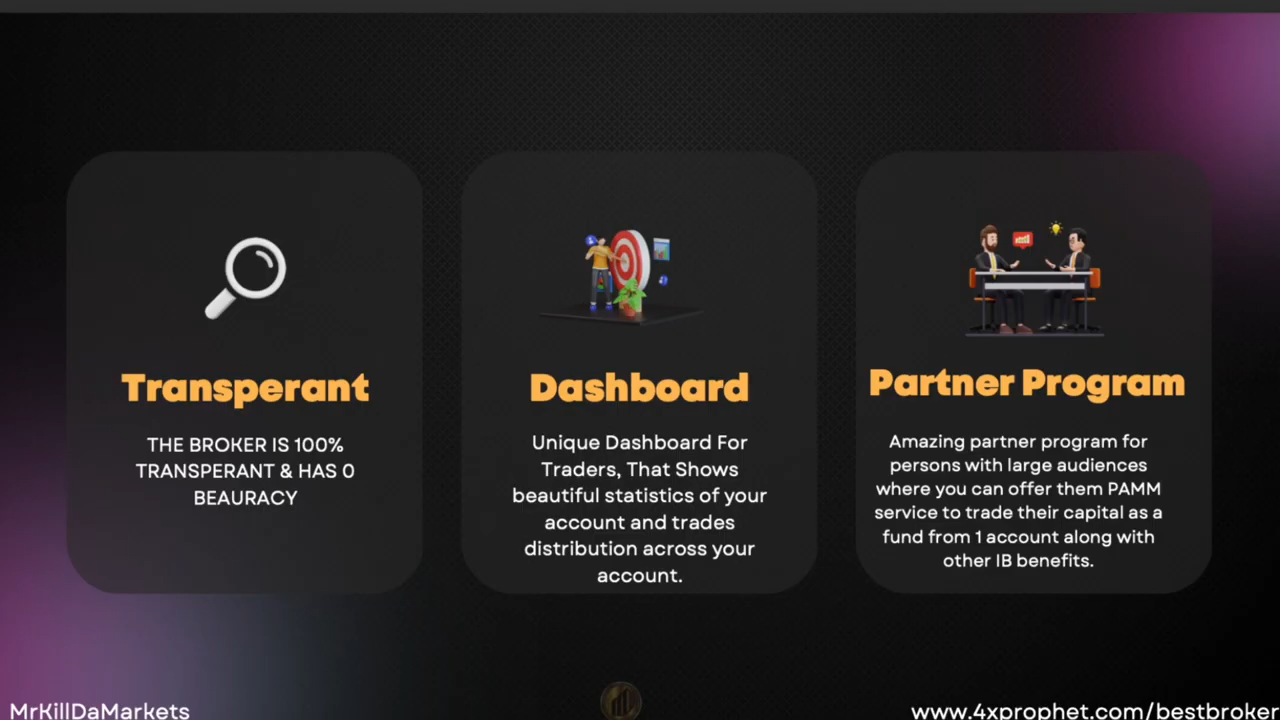 Transperant
THE BROKER IS 100%
TRANSPERANT & HAS 0
BEAURACY
Dashboard
Unique Dashboard For
Traders, That Shows
beautiful statistics of your
account and trades
distribution across your
account.
Partner Program
Amazing partner program for
persons with large audiences
where you can offer them PAMM
service to trade their capital as a
fund from 1 account along with
other IB benefits.
MrKillDaMarkets
www.4xprophet.com/bestbroker